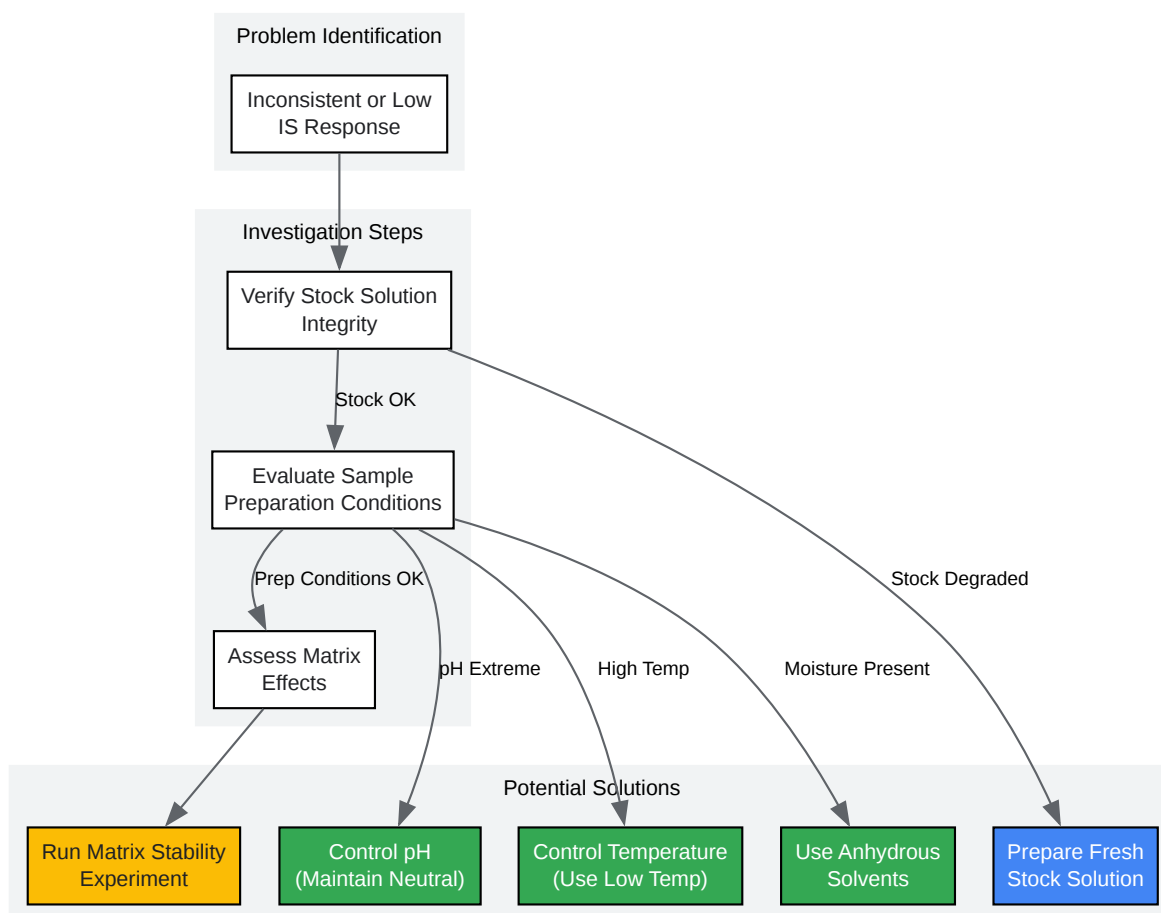 Problem Identification
Inconsistent or Low
IS Response
Investigation Steps
Verify Stock Solution
Integrity
Stock OK
Evaluate Sample
Preparation Conditions
Prep Conditions OK
Stock Degraded
Assess Matrix
Effects
pH Extreme
High Temp
Moisture Present
Potential Solutions
Run Matrix Stability
Experiment
Control pH
(Maintain Neutral)
Control Temperature
(Use Low Temp)
Use Anhydrous
Solvents
Prepare Fresh
Stock Solution